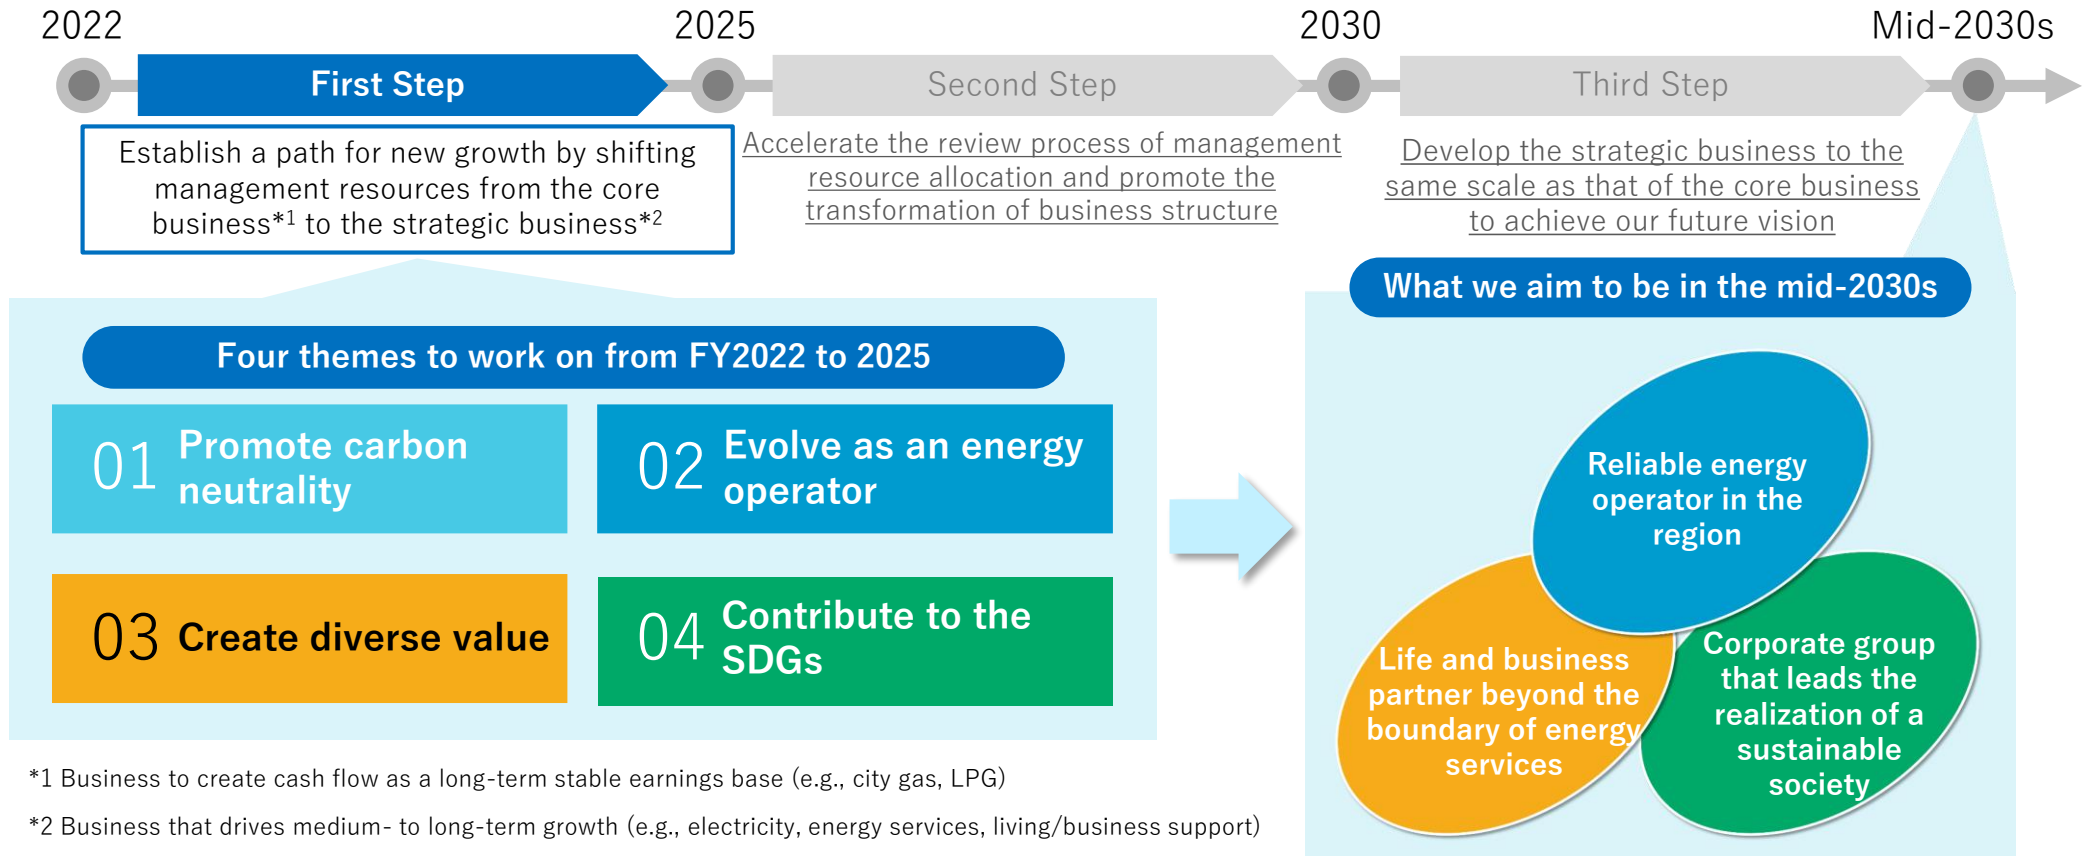 2022
2025
2030
Mid-2030s
First Step
Second Step
Third Step
Establish a path for new growth by shifting
management resources from the core
business*1 to the strategic business*2
Accelerate the review process of management
resource allocation and promote the
transformation of business structure
Develop the strategic business to the
same scale as that of the core business
to achieve our future vision
Four themes to work on from FY2022 to 2025
01 Promote carbon
neutrality
02 Evolve as an energy
operator
03 Create diverse value
04 Contribute to the
SDGs
What we aim to be in the mid-2030s
Reliable energy
operator in the
region
Life and business
partner beyond the
boundary of energy
services
Corporate group
that leads the
realization of a
sustainable
society
*1 Business to create cash flow as a long-term stable earnings base (e.g., city gas, LPG)
*2 Business that drives medium- to long-term growth (e.g., electricity, energy services, living/business support)